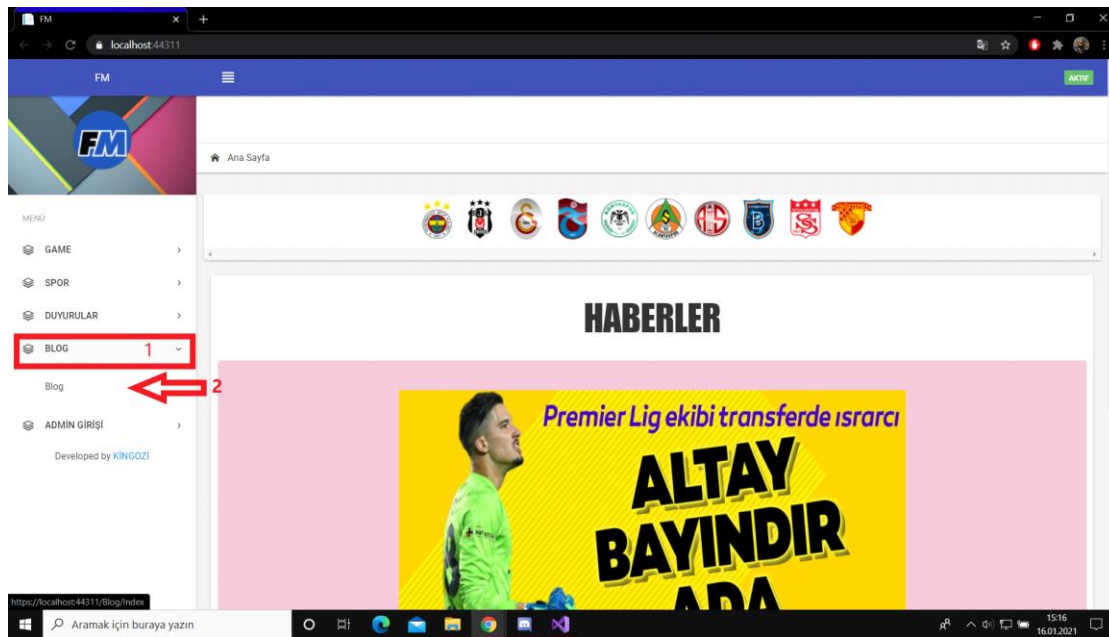 FM
localhost:44311
FM
AKTIF
FM
Ana Sayfa
MENÜ
GAME
SPOR
DUYURULAR
BLOG 1
Blog 2
ADMİN GİRİŞİ
Developed by KİNGOZİ
HABERLER
Premier Lig ekibi transferde ısrarcı
ALTAY
BAYINDIR
ADA
https://localhost:44311/Blog/Index
Aramak için buraya yazın
15:16
16.01.2021